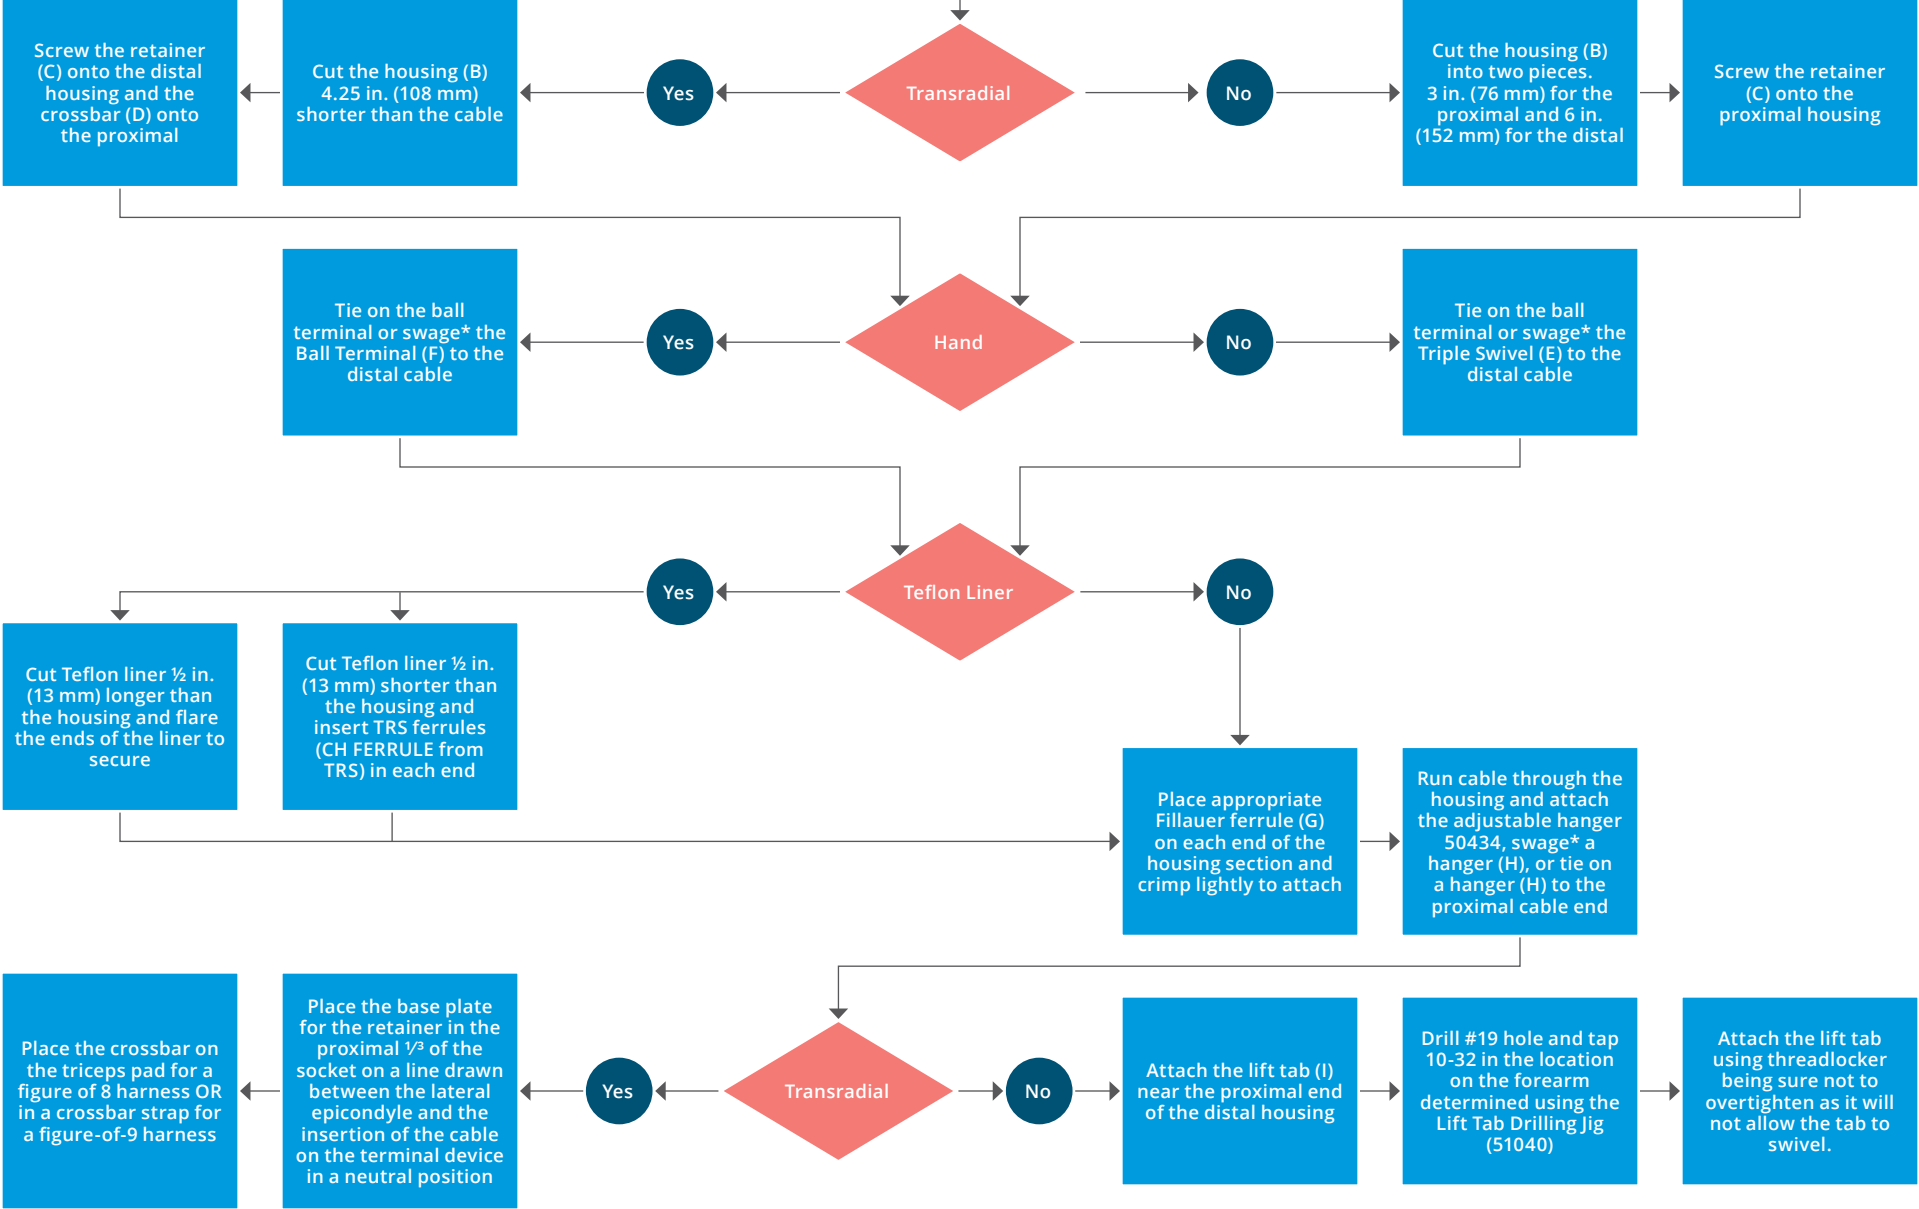 Screw the retainer
(C) onto the distal
housing and the
crossbar (D) onto
the proximal
Cut the housing (B)
4.25 in. (108 mm)
shorter than the cable
Yes
Transradial
No
Cut the housing (B)
into two pieces.
3 in. (76 mm) for the
proximal and 6 in.
(152 mm) for the distal
Screw the retainer
(C) onto the
proximal housing
Tie on the ball
terminal or swage* the
Ball Terminal (F) to the
distal cable
Yes
Hand
No
Tie on the ball
terminal or swage* the
Triple Swivel (E) to the
distal cable
Yes
Teflon Liner
No
Cut Teflon liner ½ in.
(13 mm) longer than
the housing and flare
the ends of the liner to
secure
Cut Teflon liner ½ in.
(13 mm) shorter than
the housing and
insert TRS ferrules
(CH FERRULE from
TRS) in each end
Place appropriate
Fillauer ferrule (G)
on each end of the
housing section and
crimp lightly to attach
Run cable through the
housing and attach
the adjustable hanger
50434, swage* a
hanger (H), or tie on
a hanger (H) to the
proximal cable end
Place the crossbar on
the triceps pad for a
figure of 8 harness OR
in a crossbar strap for
a figure-of-9 harness
Place the base plate
for the retainer in the
proximal ⅓ of the
socket on a line drawn
between the lateral
epicondyle and the
insertion of the cable
on the terminal device
in a neutral position
Yes
Transradial
No
Attach the lift tab (I)
near the proximal end
of the distal housing
Drill #19 hole and tap
10-32 in the location
on the forearm
determined using the
Lift Tab Drilling Jig
(51040)
Attach the lift tab
using threadlocker
being sure not to
overtighten as it will
not allow the tab to
swivel.